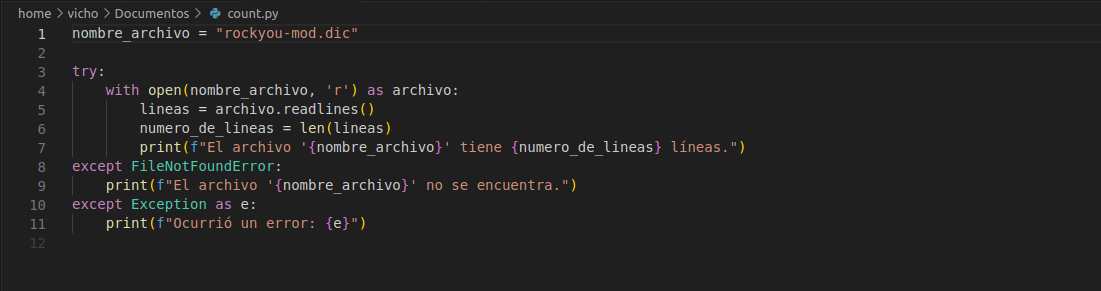 home > vicho > Documentos > count.py
1 nombre_archivo = "rockyou-mod.dic"
2
3 try:
4     with open(nombre_archivo, 'r') as archivo:
5         lineas = archivo.readlines()
6         numero_de_lineas = len(lineas)
7         print(f"El archivo '{nombre_archivo}' tiene {numero_de_lineas} líneas.")
8 except FileNotFoundError:
9     print(f"El archivo '{nombre_archivo}' no se encuentra.")
10 except Exception as e:
11     print(f"Ocurrió un error: {e}")
12